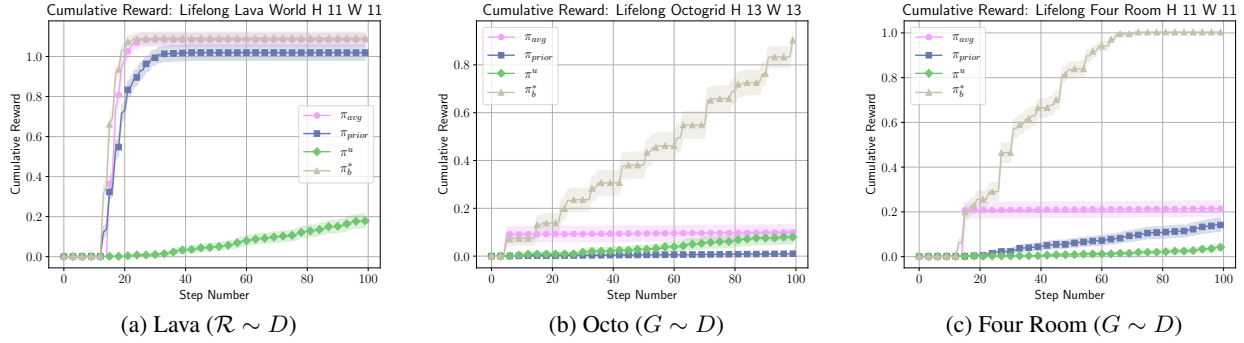 Cumulative Reward: Lifelong Lava World H 11 W 11
Cumulative Reward
1.0
0.8
0.6
0.4
0.2
0.0
π_avg
π_prior
π^u
π_b^*
0 20 40 60 80 100
Step Number
(a) Lava (ℛ ∼ D)
Cumulative Reward: Lifelong Octogrid H 13 W 13
Cumulative Reward
0.8
0.6
0.4
0.2
0.0
π_avg
π_prior
π^u
π_b^*
0 20 40 60 80 100
Step Number
(b) Octo (G ∼ D)
Cumulative Reward: Lifelong Four Room H 11 W 11
Cumulative Reward
1.0
0.8
0.6
0.4
0.2
0.0
π_avg
π_prior
π^u
π_b^*
0 20 40 60 80 100
Step Number
(c) Four Room (G ∼ D)